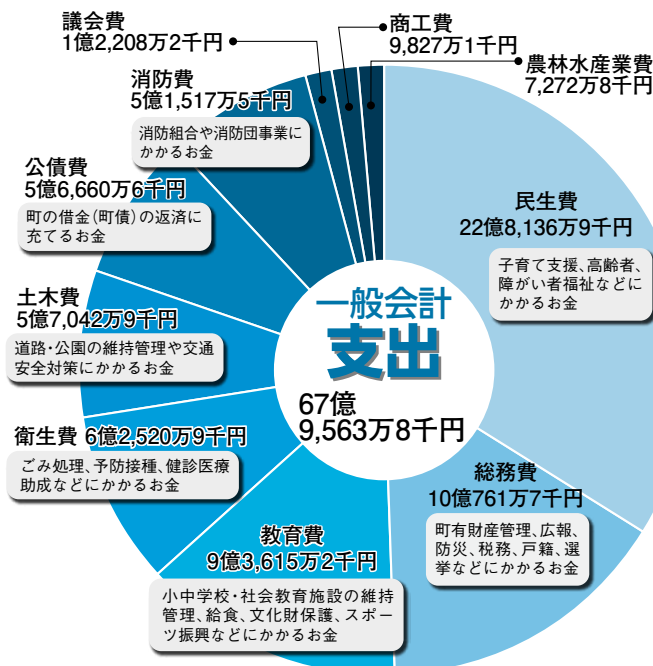 議会費
1億2,208万2千円
商工費
9,827万1千円
農林水産業費
7,272万8千円
消防費
5億1,517万5千円
消防組合や消防団事業に
かかるお金
公債費
5億6,660万6千円
町の借金(町債)の返済に
充てるお金
土木費
5億7,042万9千円
道路・公園の維持管理や交通
安全対策にかかるお金
衛生費 6億2,520万9千円
ごみ処理、予防接種、健診医療
助成などにかかるお金
教育費
9億3,615万2千円
小中学校・社会教育施設の維持
管理、給食、文化財保護、スポー
ツ振興などにかかるお金
総務費
10億761万7千円
町有財産管理、広報、
防災、税務、戸籍、選
挙などにかかるお金
民生費
22億8,136万9千円
子育て支援、高齢者、
障がい者福祉などに
かかるお金
一般会計
支出
67億
9,563万8千円